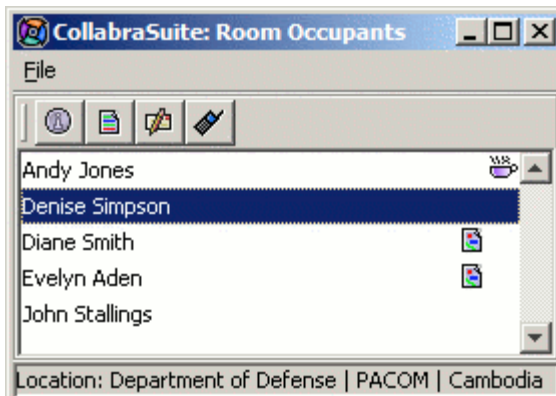 CollabraSuite: Room Occupants
File
Andy Jones
Denise Simpson
Diane Smith
Evelyn Aden
John Stallings
Location: Department of Defense | PACOM | Cambodia